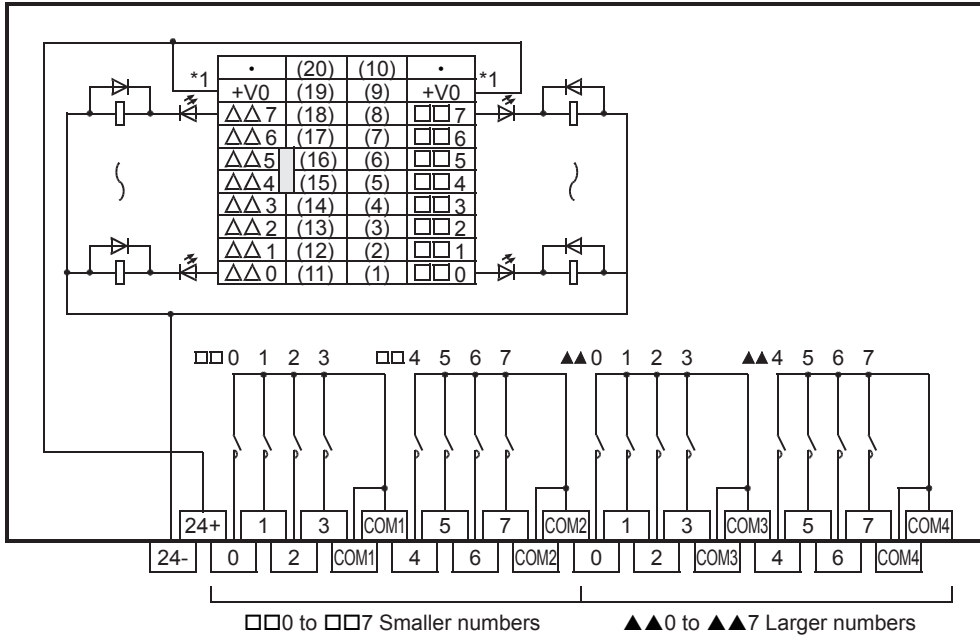 *1 • (20) (10) • *1
+V0 (19) (9) +V0
△△ 7 (18) (8) □□ 7
△△ 6 (17) (7) □□ 6
△△ 5 (16) (6) □□ 5
△△ 4 (15) (5) □□ 4
△△ 3 (14) (4) □□ 3
△△ 2 (13) (3) □□ 2
△△ 1 (12) (2) □□ 1
△△ 0 (11) (1) □□ 0
□□ 0 1 2 3 □□ 4 5 6 7 ▲▲ 0 1 2 3 ▲▲ 4 5 6 7
24+ 1 3 COM1 5 7 COM2 1 3 COM3 5 7 COM4
24- 0 2 COM1 4 6 COM2 0 2 COM3 4 6 COM4
□□0 to □□7 Smaller numbers ▲▲0 to ▲▲7 Larger numbers